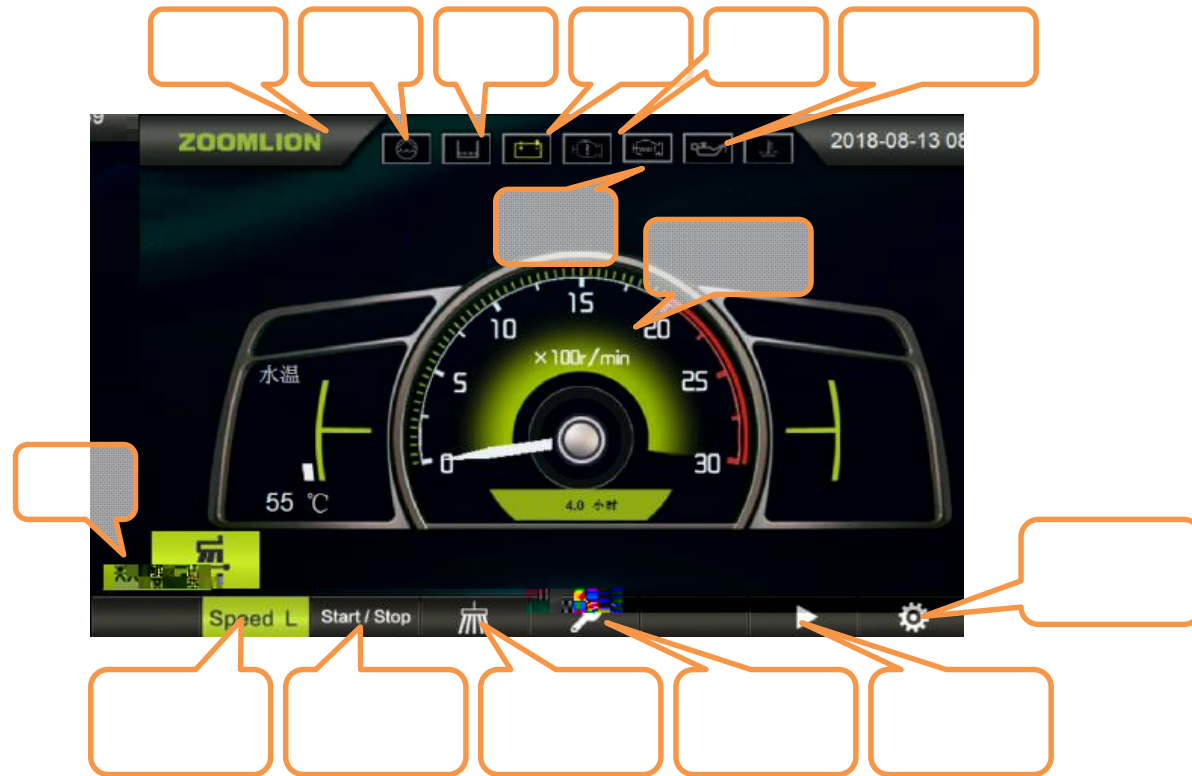 ZOOMLION
WAIT
2018-08-13 08
0
5
10
15
20
25
30
×100r/min
水温
55 ℃
4.0 小时
Speed L
Start / Stop